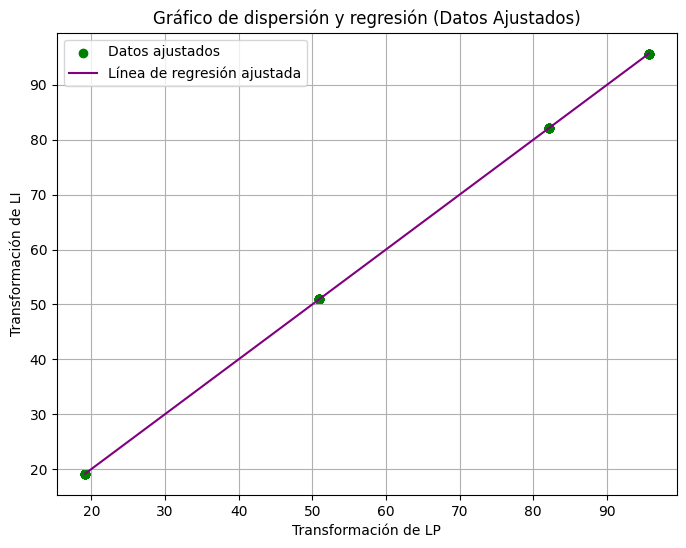 Gráfico de dispersión y regresión (Datos Ajustados)
Datos ajustados
Línea de regresión ajustada
90
80
70
60
50
40
30
20
Transformación de LI
20 30 40 50 60 70 80 90
Transformación de LP